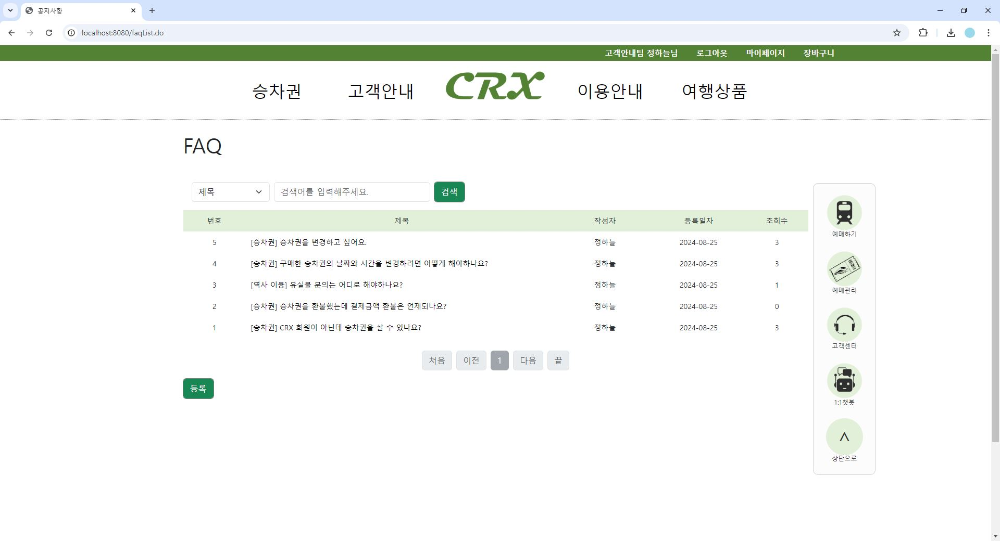 공지사항
localhost:8080/faqList.do
고객안내팀 정하늘님 로그아웃 마이페이지 장바구니
승차권 고객안내 CRX 이용안내 여행상품
FAQ
제목 검색어를 입력해주세요. 검색
번호 제목 작성자 등록일자 조회수
5 [승차권] 승차권을 변경하고 싶어요. 정하늘 2024-08-25 3
4 [승차권] 구매한 승차권의 날짜와 시간을 변경하려면 어떻게 해야하나요? 정하늘 2024-08-25 3
3 [역사 이용] 유실물 문의는 어디로 해야하나요? 정하늘 2024-08-25 1
2 [승차권] 승차권을 환불했는데 결제금액 환불은 언제되나요? 정하늘 2024-08-25 0
1 [승차권] CRX 회원이 아닌데 승차권을 살 수 있나요? 정하늘 2024-08-25 3
처음 이전 1 다음 끝
등록
예매하기
예매관리
고객센터
1:1챗봇
^
상단으로